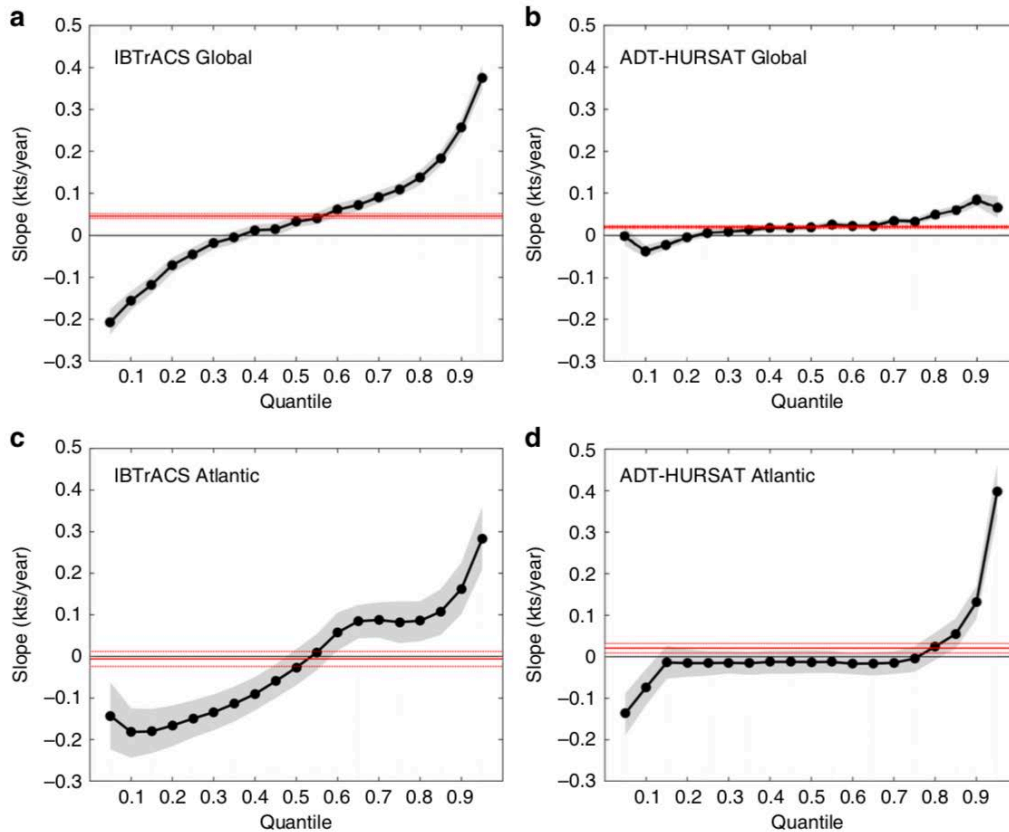 a
IBTrACS Global
Slope (kts/year)
0.5
0.4
0.3
0.2
0.1
0
–0.1
–0.2
–0.3
0.1 0.2 0.3 0.4 0.5 0.6 0.7 0.8 0.9
Quantile
b
ADT-HURSAT Global
Slope (kts/year)
0.5
0.4
0.3
0.2
0.1
0
–0.1
–0.2
–0.3
0.1 0.2 0.3 0.4 0.5 0.6 0.7 0.8 0.9
Quantile
c
IBTrACS Atlantic
Slope (kts/year)
0.5
0.4
0.3
0.2
0.1
0
–0.1
–0.2
–0.3
0.1 0.2 0.3 0.4 0.5 0.6 0.7 0.8 0.9
Quantile
d
ADT-HURSAT Atlantic
Slope (kts/year)
0.5
0.4
0.3
0.2
0.1
0
–0.1
–0.2
–0.3
0.1 0.2 0.3 0.4 0.5 0.6 0.7 0.8 0.9
Quantile